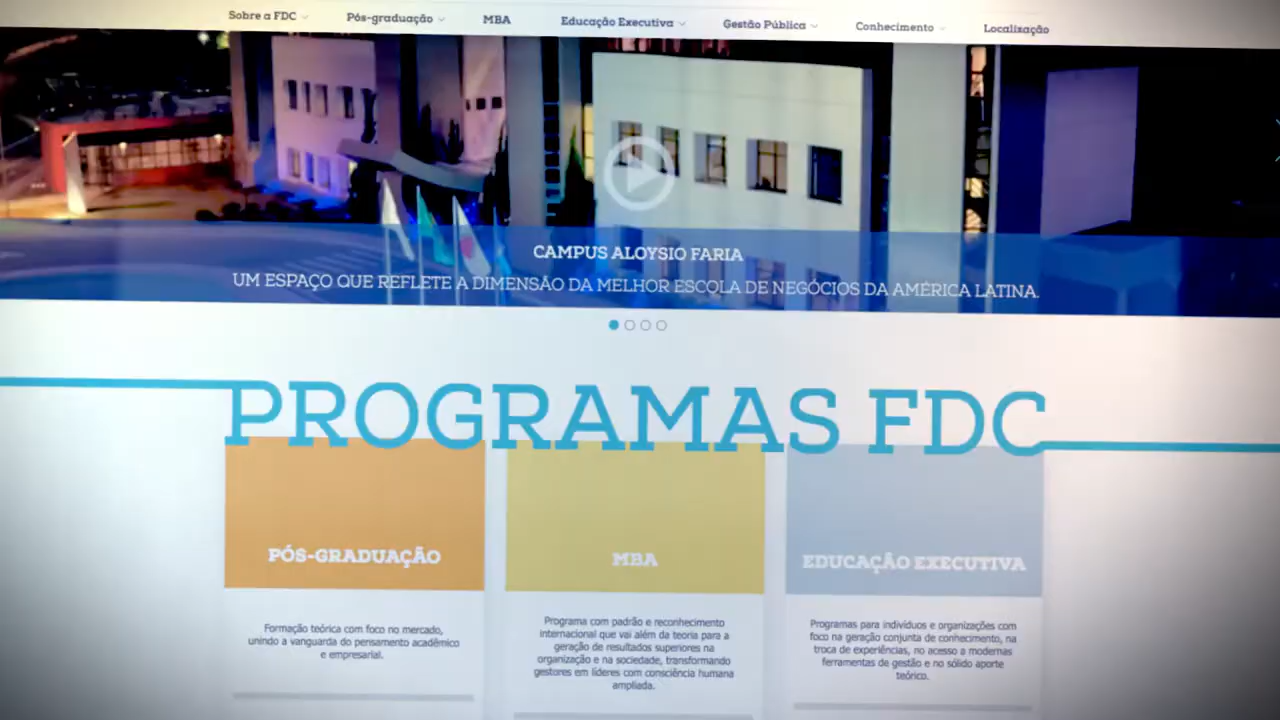 Sobre a FDC Pós-graduação MBA Educação Executiva Gestão Pública Conhecimento Localização
CAMPUS ALOYSIO FARIA
UM ESPAÇO QUE REFLETE A DIMENSÃO DA MELHOR ESCOLA DE NEGÓCIOS DA AMÉRICA LATINA.
PROGRAMAS FDC
PÓS-GRADUAÇÃO
Formação teórica com foco no mercado,
unindo a vanguarda do pensamento acadêmico
e empresarial.
MBA
Programa com padrão e reconhecimento
internacional que vai além da teoria para a
geração de resultados superiores na
organização e na sociedade, transformando
gestores em líderes com consciência humana
ampliada.
EDUCAÇÃO EXECUTIVA
Programas para indivíduos e organizações com
foco na geração conjunta de conhecimento, na
troca de experiências, no acesso a modernas
ferramentas de gestão e no sólido aporte
teórico.